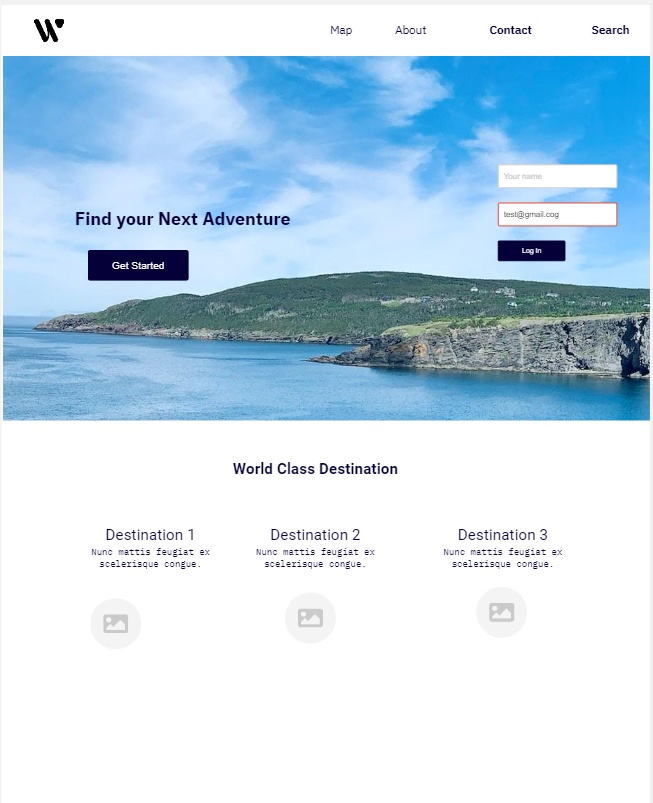 W
Map
About
Contact
Search
Your name
test@gmail.cog
Find your Next Adventure
Log In
Get Started
World Class Destination
Destination 1
Nunc mattis feugiat ex
scelerisque congue.
Destination 2
Nunc mattis feugiat ex
scelerisque congue.
Destination 3
Nunc mattis feugiat ex
scelerisque congue.